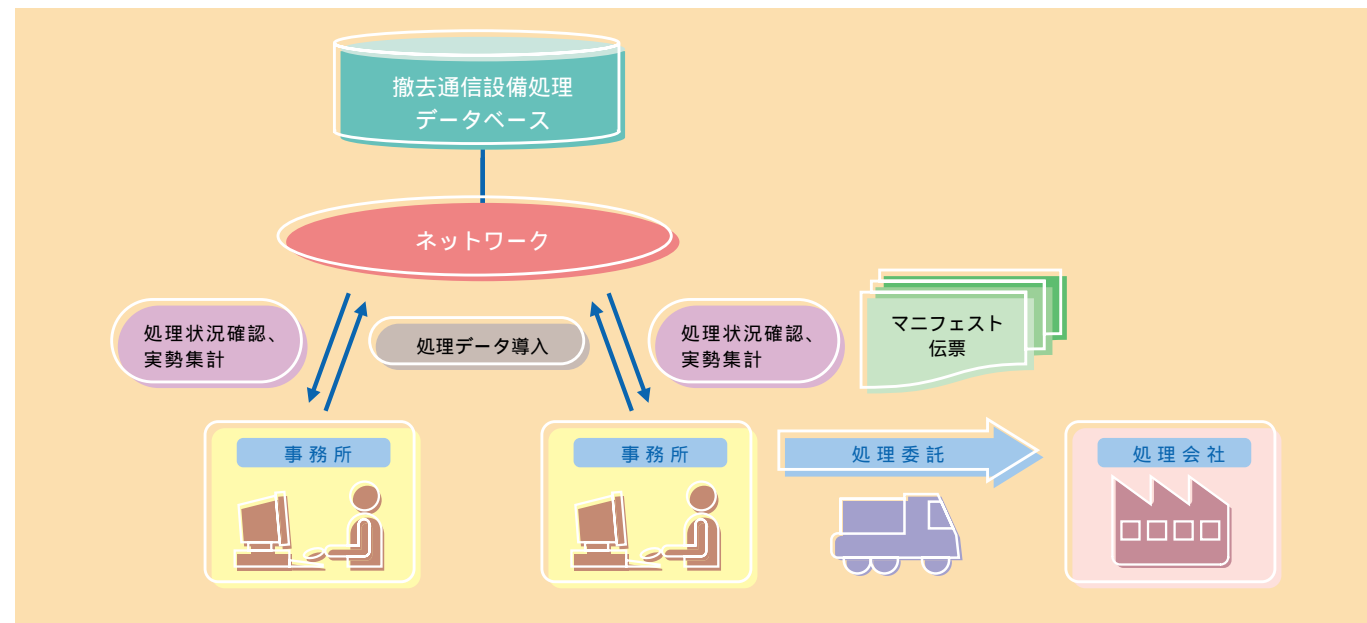 撤去通信設備処理
データベース
ネットワーク
処理状況確認、
実勢集計
処理データ導入
処理状況確認、
実勢集計
マニフェスト
伝票
事務所
事務所
処理委託
処理会社